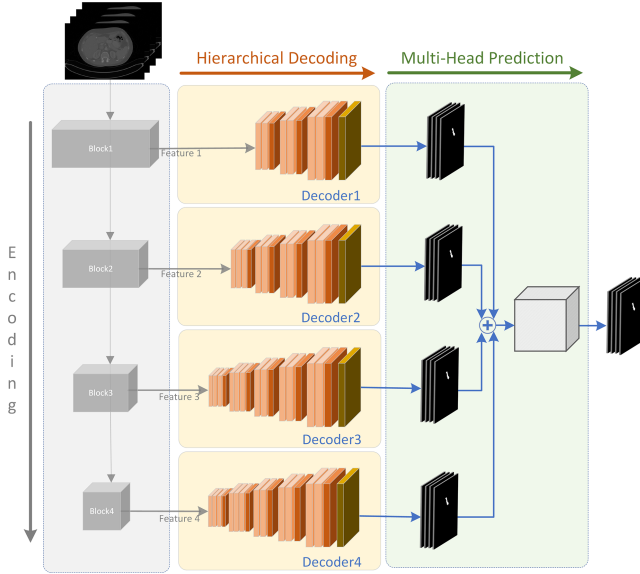 Hierarchical Decoding
Multi-Head Prediction
Encoding
Block1
Feature 1
Decoder1
Block2
Feature 2
Decoder2
Block3
Feature 3
Decoder3
Block4
Feature 4
Decoder4